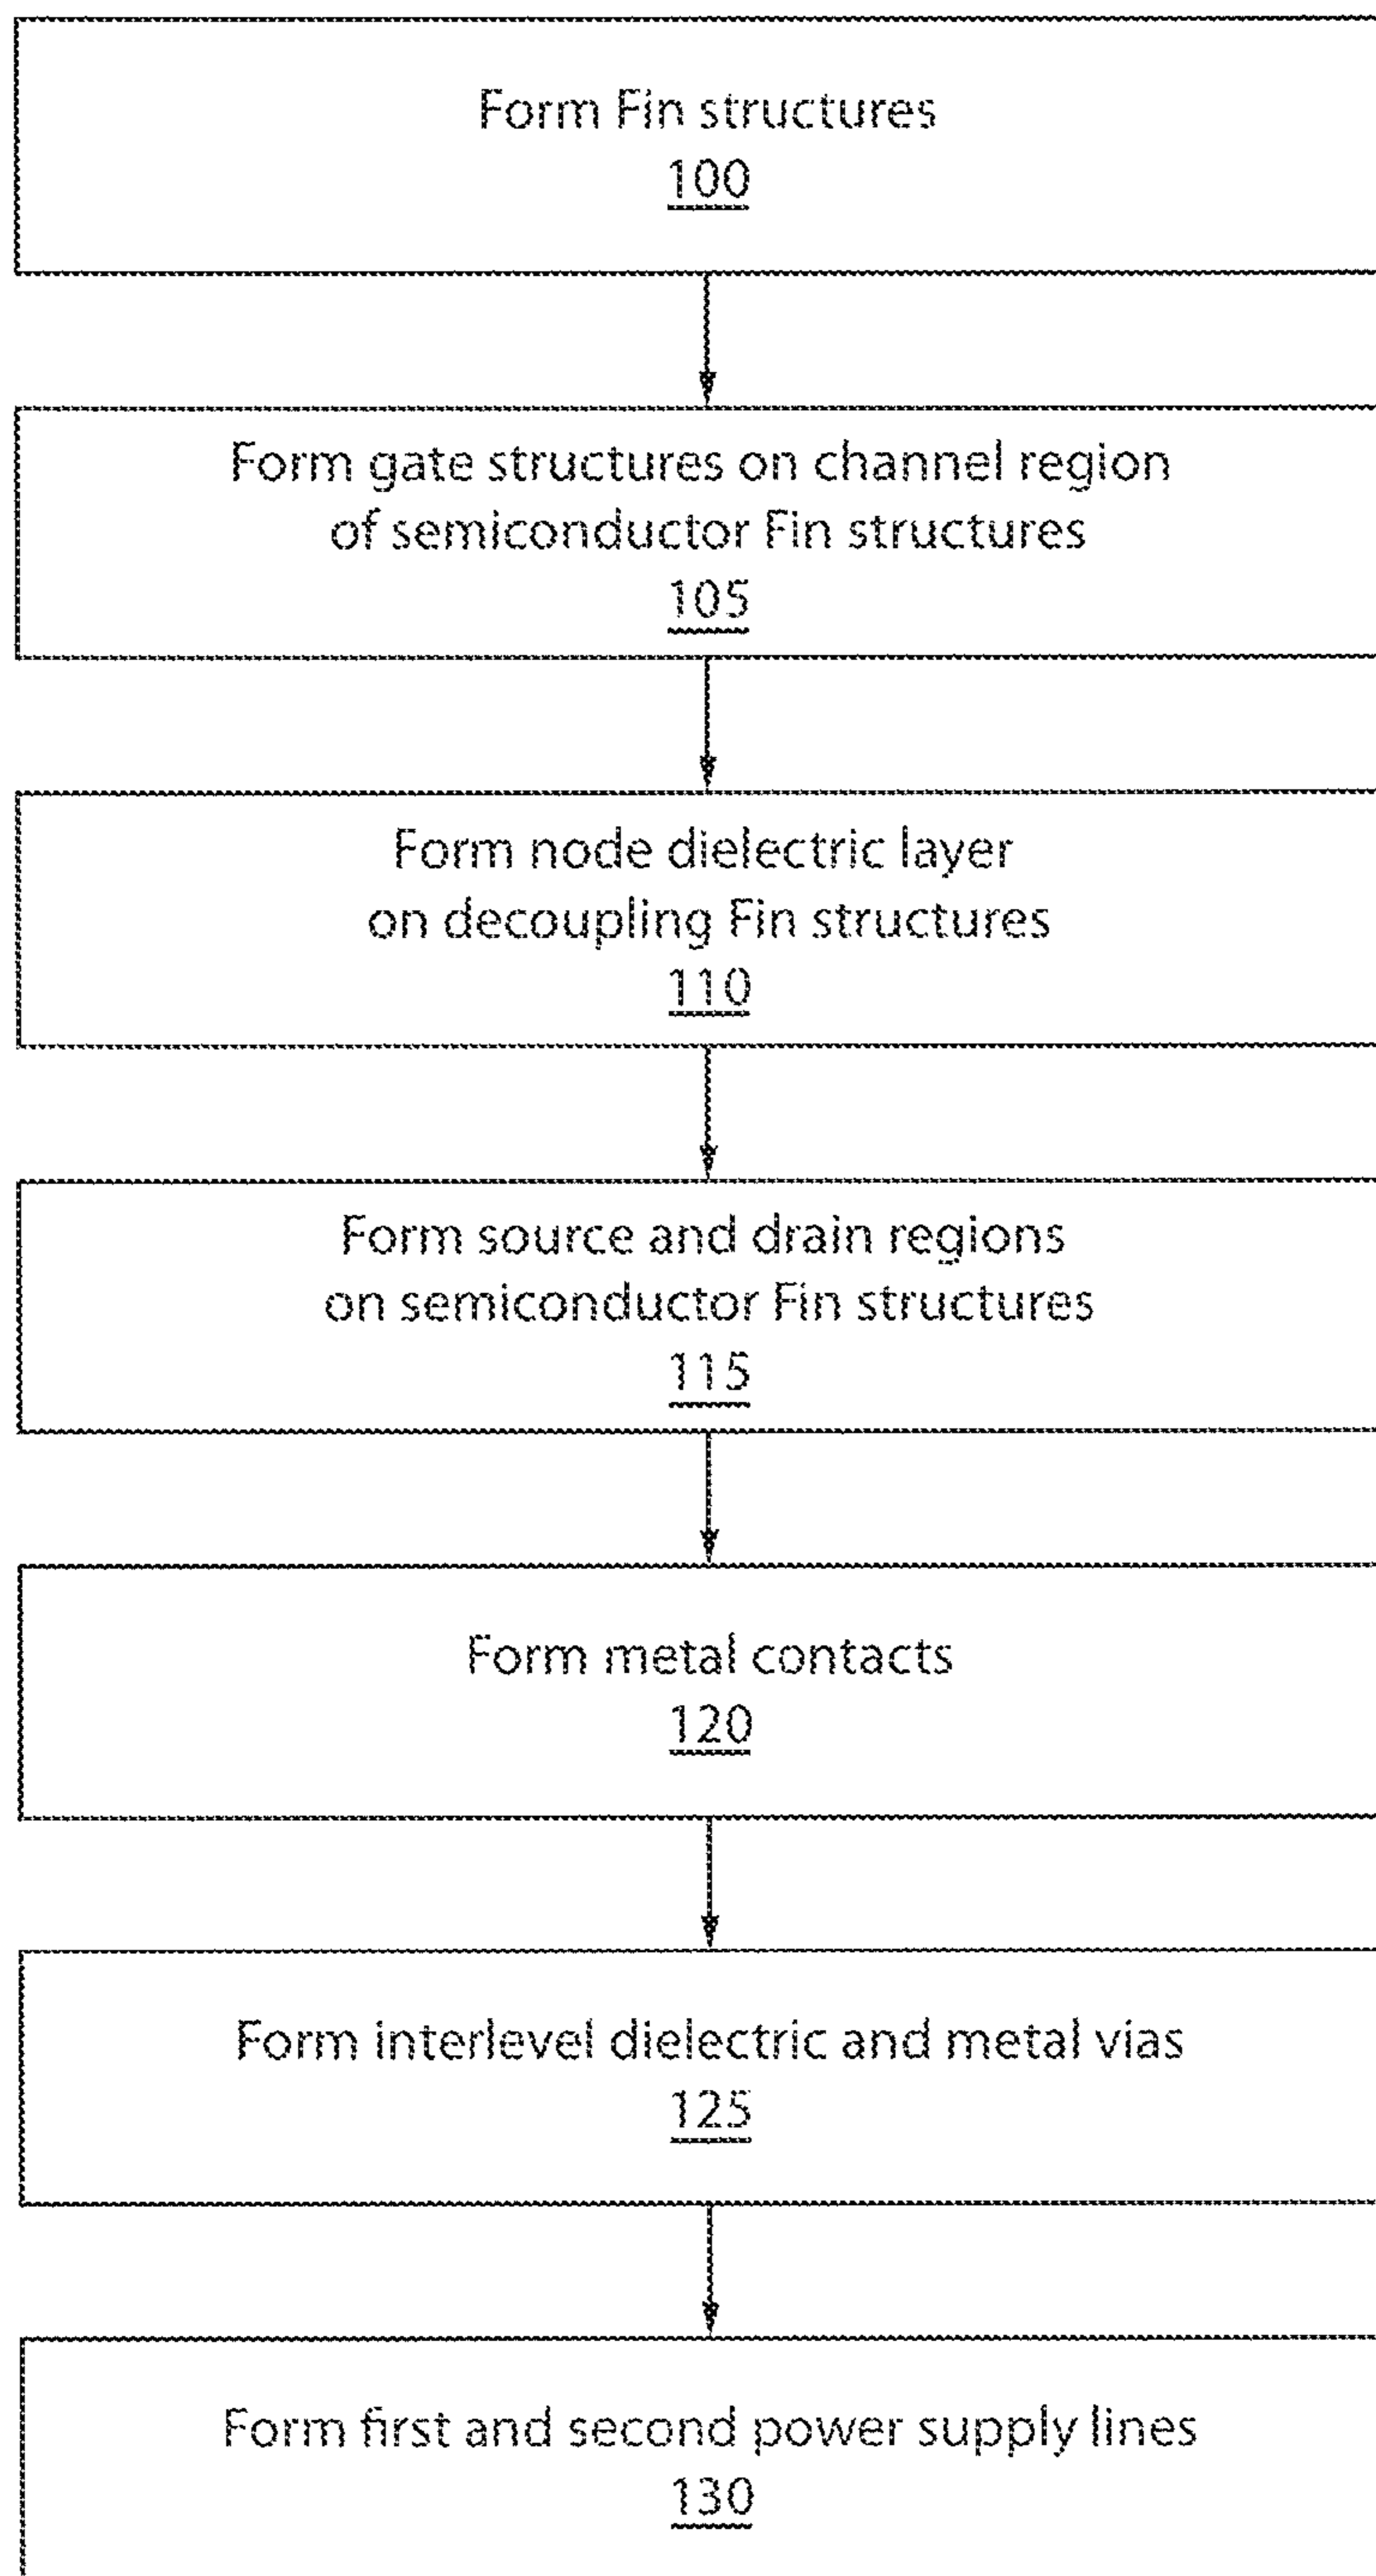 Form Fin structures
100
Form gate structures on channel region
of semiconductor Fin structures
105
Form node dielectric layer
on decoupling Fin structures
110
Form source and drain regions
on semiconductor Fin structures
115
Form metal contacts
120
Form interlevel dielectric and metal vias
125
Form first and second power supply lines
130